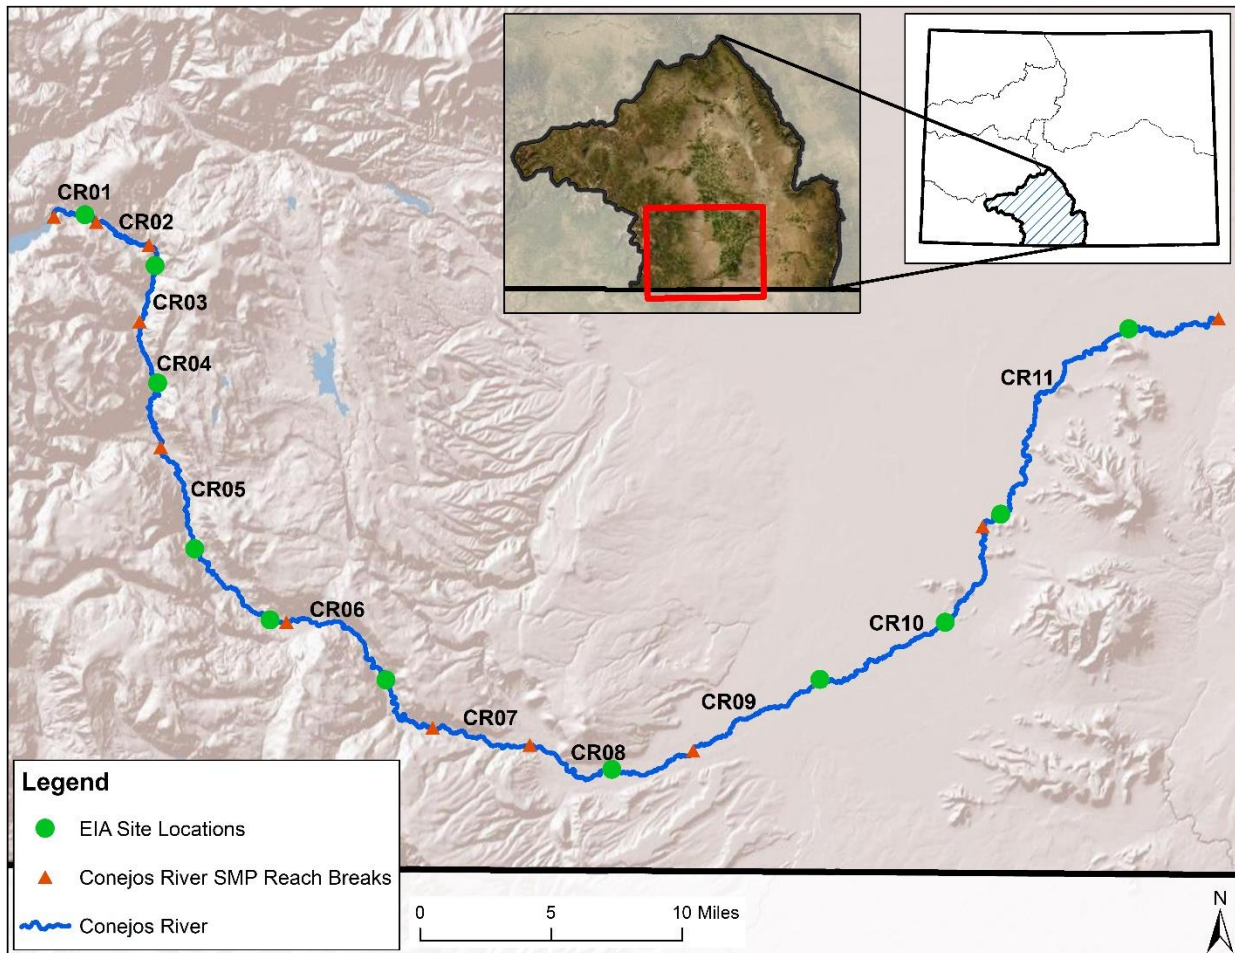 CR01
CR02
CR03
CR04
CR05
CR06
CR07
CR08
CR09
CR10
CR11
Legend
EIA Site Locations
Conejos River SMP Reach Breaks
Conejos River
0 5 10 Miles
N